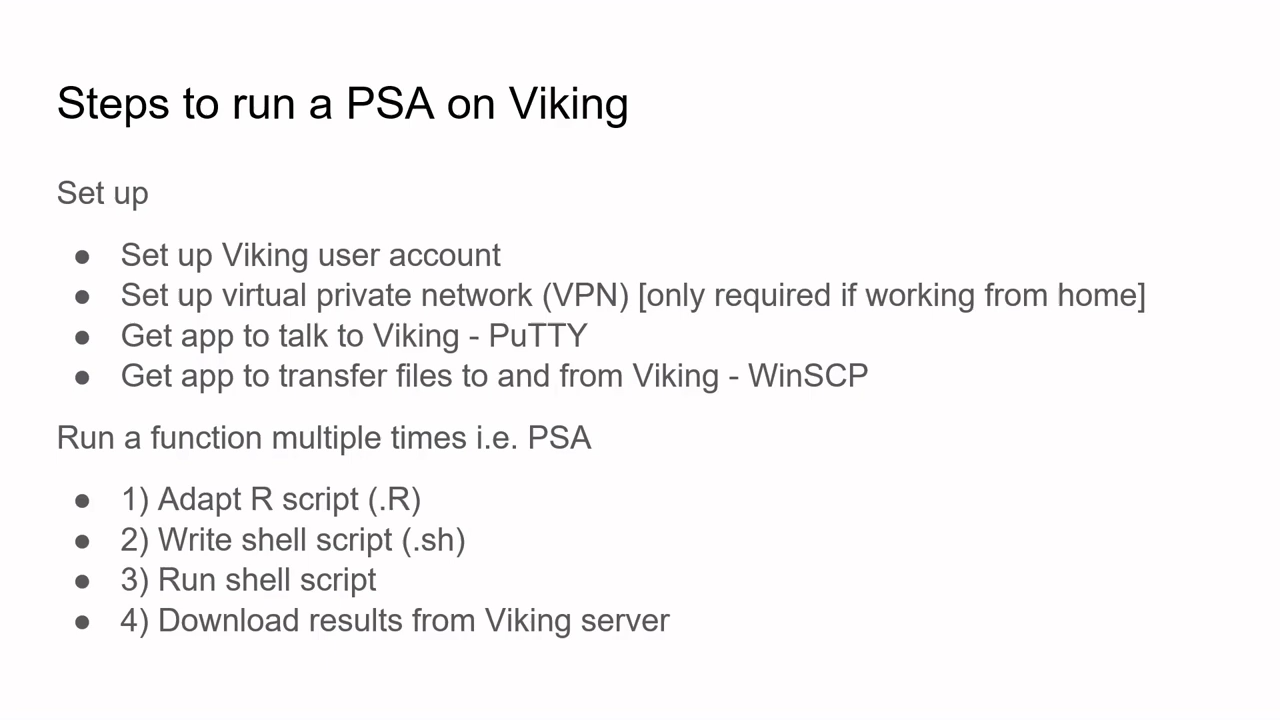 Steps to run a PSA on Viking
Set up
● Set up Viking user account
● Set up virtual private network (VPN) [only required if working from home]
● Get app to talk to Viking - PuTTY
● Get app to transfer files to and from Viking - WinSCP
Run a function multiple times i.e. PSA
● 1) Adapt R script (.R)
● 2) Write shell script (.sh)
● 3) Run shell script
● 4) Download results from Viking server